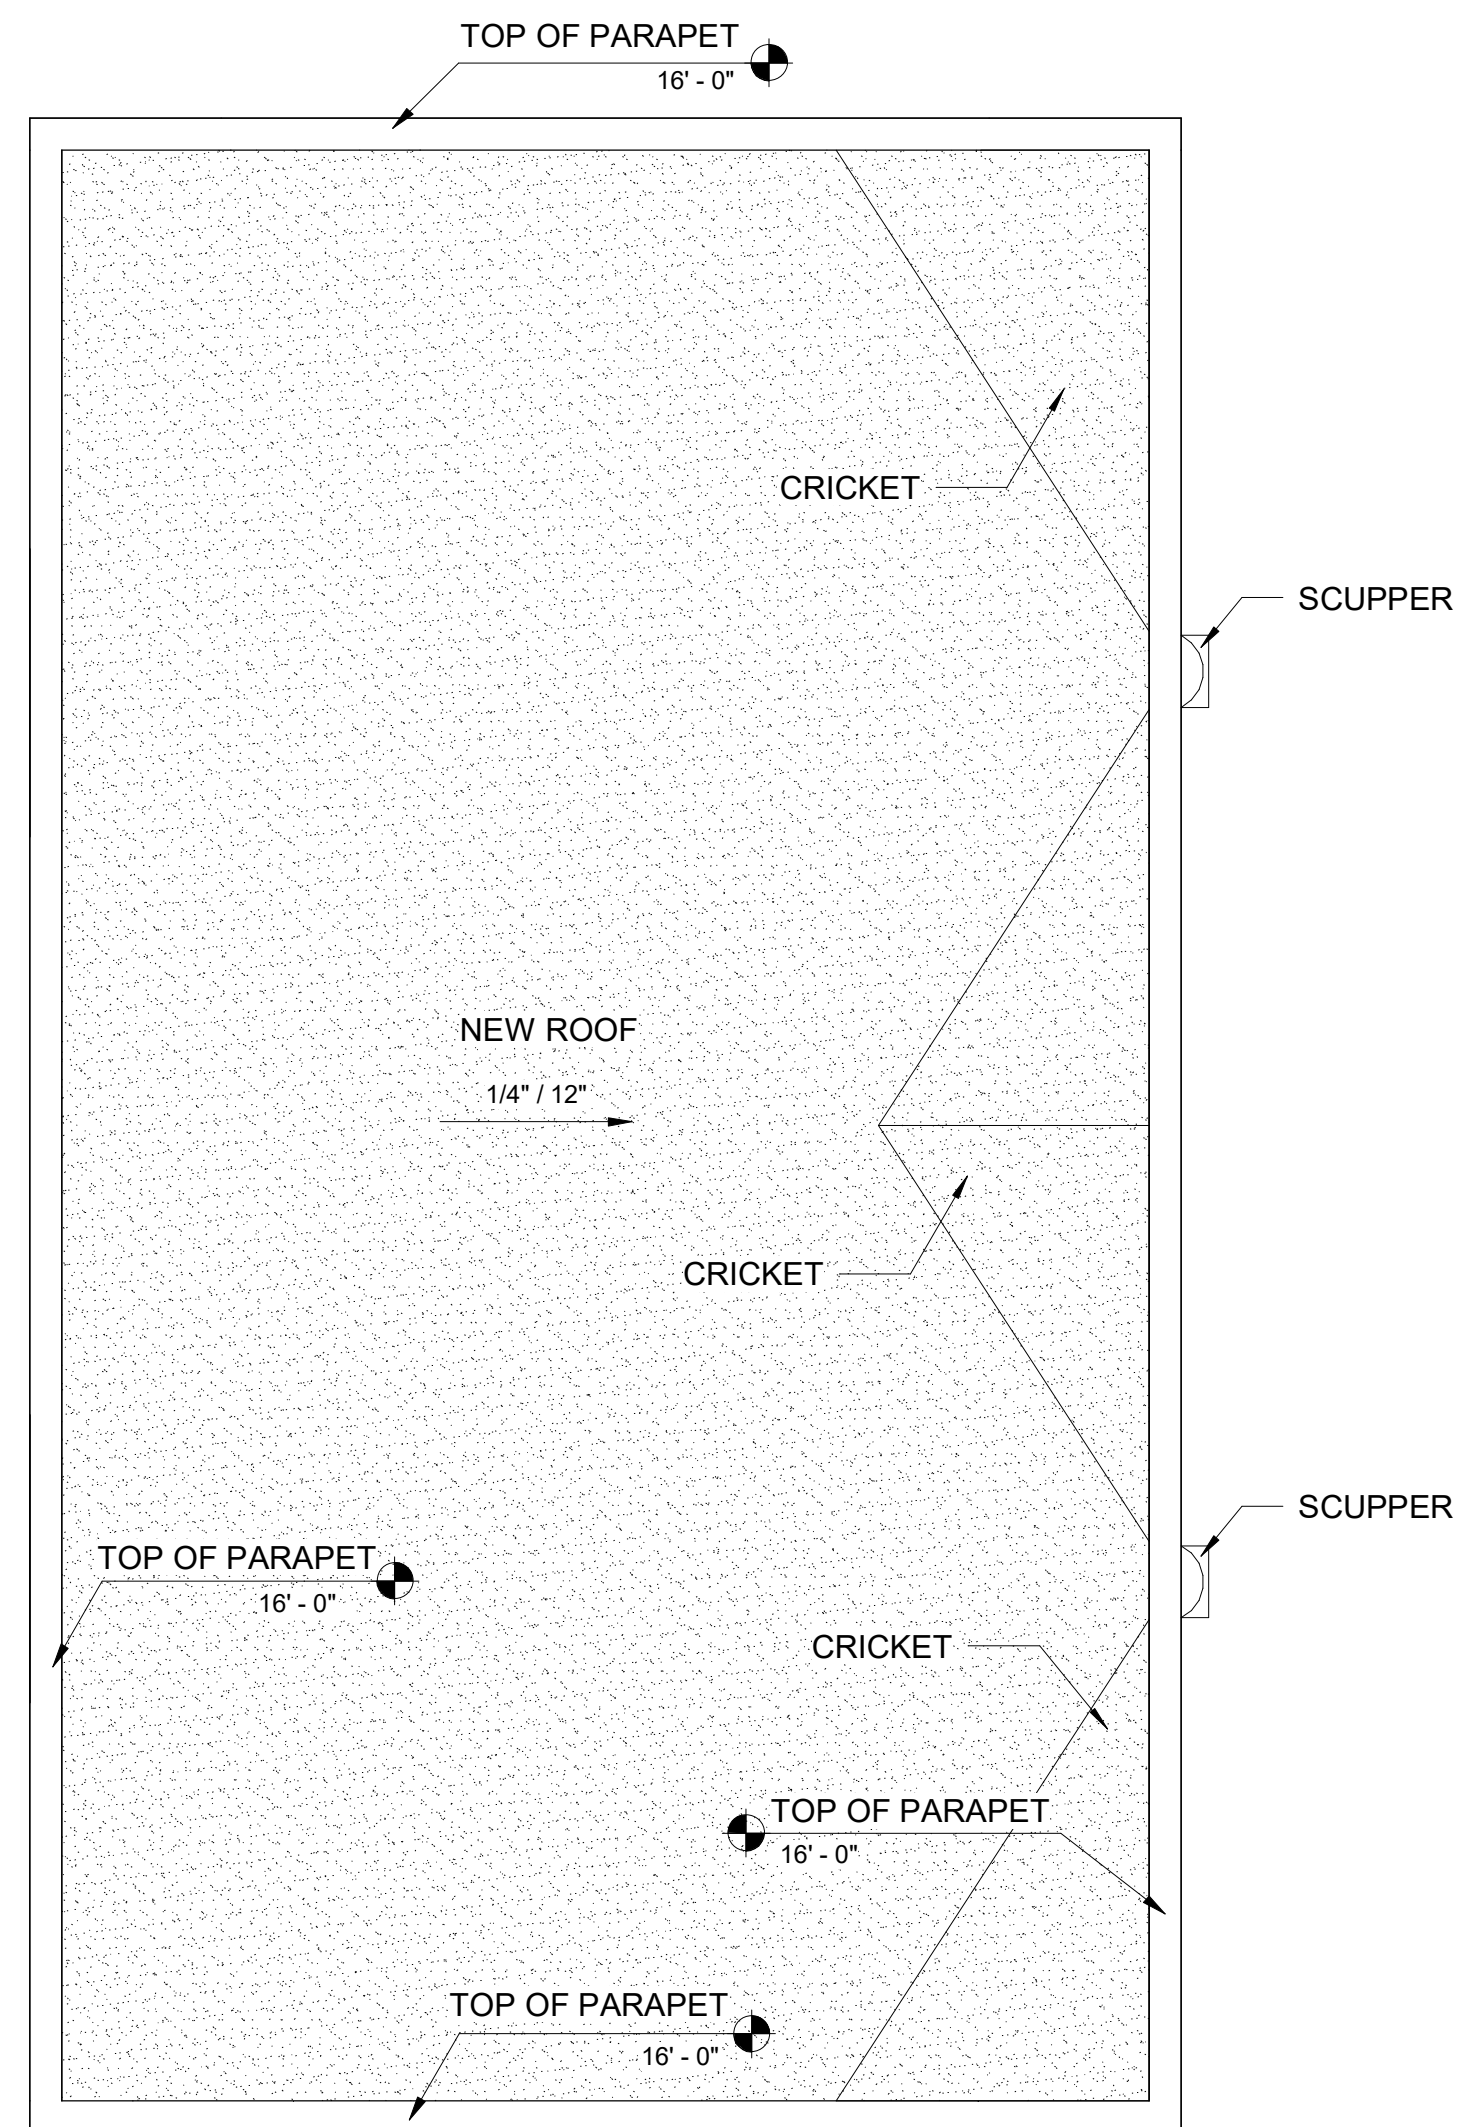 TOP OF PARAPET
16' - 0"
CRICKET
SCUPPER
NEW ROOF
1/4" / 12"
CRICKET
SCUPPER
TOP OF PARAPET
16' - 0"
CRICKET
TOP OF PARAPET
16' - 0"
TOP OF PARAPET
16' - 0"